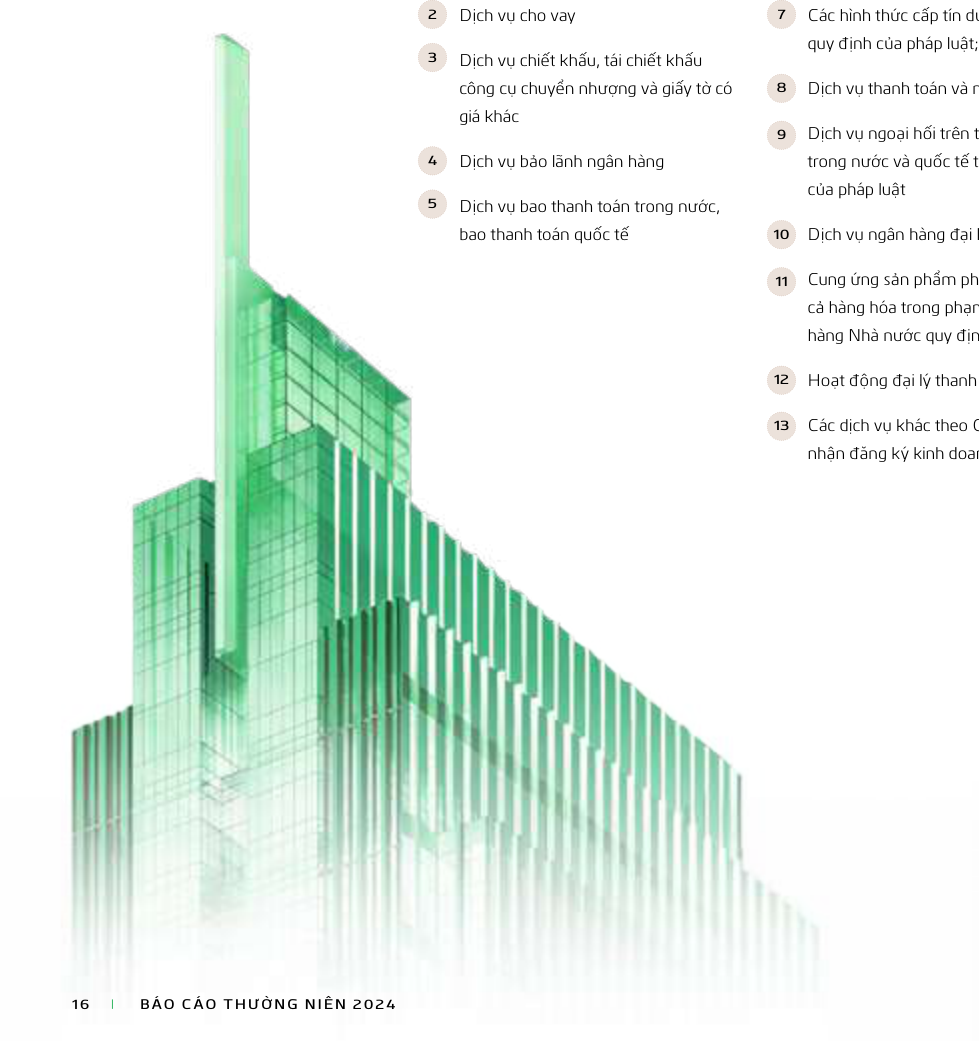 2 Dịch vụ cho vay
3 Dịch vụ chiết khấu, tái chiết khấu
công cụ chuyển nhượng và giấy tờ có
giá khác
4 Dịch vụ bảo lãnh ngân hàng
5 Dịch vụ bao thanh toán trong nước,
bao thanh toán quốc tế
7 Các hình thức cấp tín
quy định của pháp luật;
8 Dịch vụ thanh toán và
9 Dịch vụ ngoại hối trên
trong nước và quốc tế
của pháp luật
10 Dịch vụ ngân hàng đại
11 Cung ứng sản phẩm
cả hàng hóa trong
hàng Nhà nước quy
12 Hoạt động đại lý thanh
13 Các dịch vụ khác theo
nhận đăng ký kinh
16 | BÁO CÁO THƯỜNG NIÊN 2024